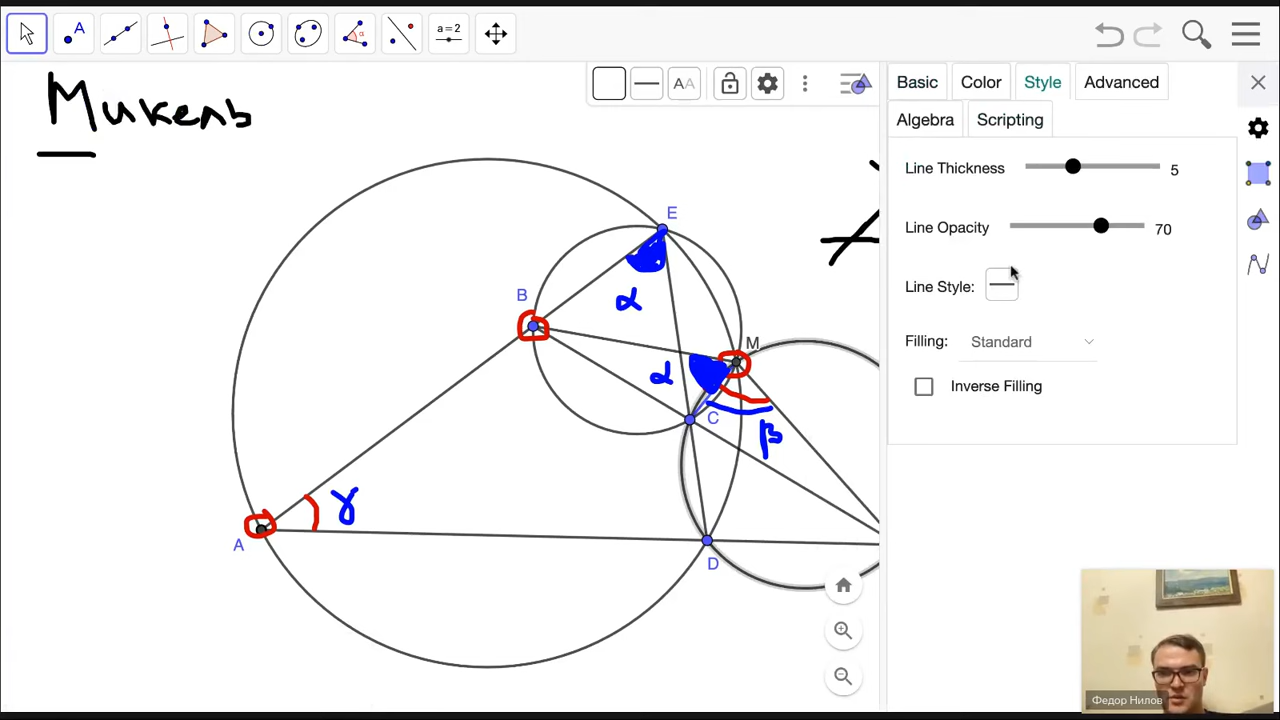 A
α
a=2
Микель
AA
Basic
Color
Style
Advanced
Algebra
Scripting
Line Thickness
5
Line Opacity
70
Line Style:
Filling:
Standard
Inverse Filling
E
B
α
M
α
C
β
γ
A
D
Федор Нилов